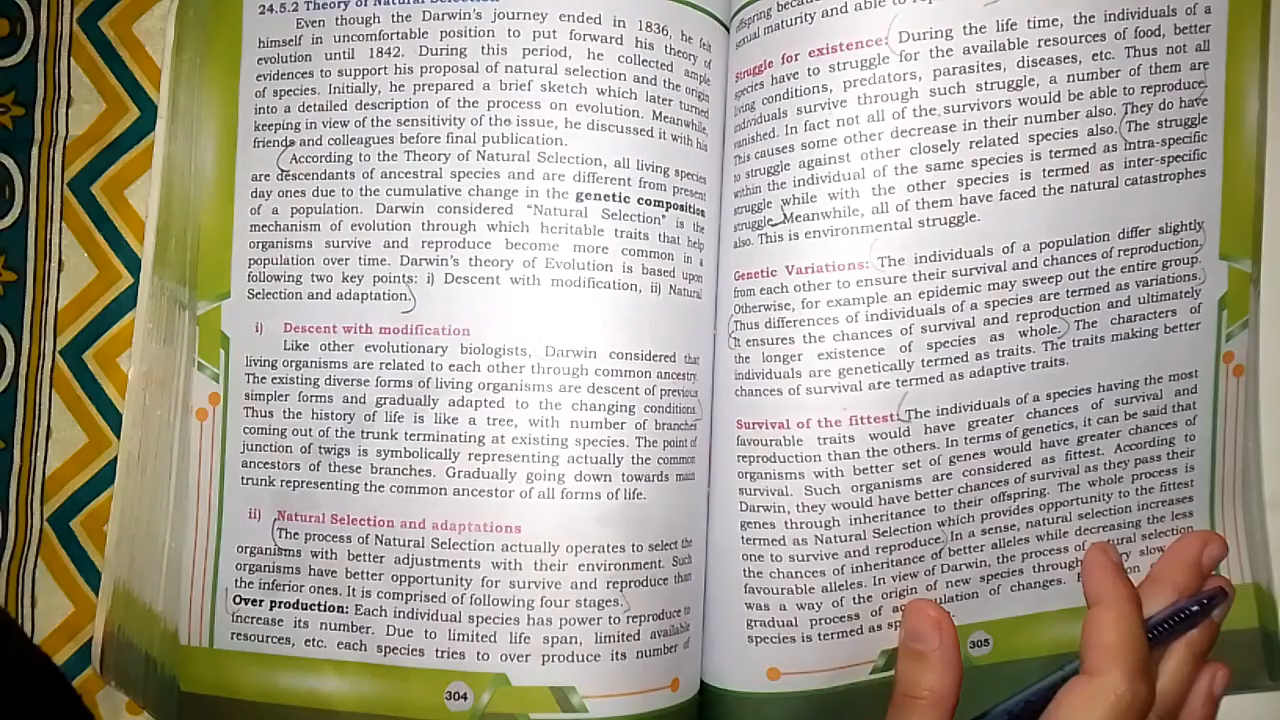 24.5.2 Theory of Natural Selection
Even though the Darwin's journey ended in 1836, he felt
himself in uncomfortable position to put forward his theory of
evolution until 1842. During this period, he collected ample
evidences to support his proposal of natural selection and the origin
of species. Initially, he prepared a brief sketch which later turned
into a detailed description of the process on evolution. Meanwhile,
keeping in view of the sensitivity of the issue, he discussed it with his
friends and colleagues before final publication.
According to the Theory of Natural Selection, all living species
are descendants of ancestral species and are different from present
day ones due to the cumulative change in the genetic composition
of a population. Darwin considered "Natural Selection" is the
mechanism of evolution through which heritable traits that help
organisms survive and reproduce become more common in a
population over time. Darwin's theory of Evolution is based upon
following two key points: i) Descent with modification, ii) Natural
Selection and adaptation.
i) Descent with modification
Like other evolutionary biologists, Darwin considered that
living organisms are related to each other through common ancestry.
The existing diverse forms of living organisms are descent of previous
simpler forms and gradually adapted to the changing conditions.
Thus the history of life is like a tree, with number of branches
coming out of the trunk terminating at existing species. The point of
junction of twigs is symbolically representing actually the common
ancestors of these branches. Gradually going down towards main
trunk representing the common ancestor of all forms of life.
ii) Natural Selection and adaptations
The process of Natural Selection actually operates to select the
organisms with better adjustments with their environment. Such
organisms have better opportunity for survive and reproduce than
the inferior ones. It is comprised of following four stages.
Over production: Each individual species has power to reproduce to
increase its number. Due to limited life span, limited available
resources, etc. each species tries to over produce its number of
304
offspring
sexual maturity and able to
Struggle for existence: During the life time, the individuals of a
species have to struggle for the available resources of food, better
living conditions, predators, parasites, diseases, etc. Thus not all
individuals survive through such struggle, a number of them are
vanished. In fact not all of the survivors would be able to reproduce.
This causes some other decrease in their number also. They do have
to struggle against other closely related species also. The struggle
within the individual of the same species is termed as Intra-specific
struggle while with the other species is termed as inter-specific
struggle. Meanwhile, all of them have faced the natural catastrophes
also. This is environmental struggle.
Genetic Variations: The individuals of a population differ slightly
from each other to ensure their survival and chances of reproduction.
Otherwise, for example an epidemic may sweep out the entire group.
Thus differences of individuals of a species are termed as variations.
It ensures the chances of survival and reproduction and ultimately
the longer existence of species as whole. The characters of
individuals are genetically termed as traits. The traits making better
chances of survival are termed as adaptive traits.
Survival of the fittest: The individuals of a species having the most
favourable traits would have greater chances of survival and
reproduction than the others. In terms of genetics, it can be said that
organisms with better set of genes would have greater chances of
survival. Such organisms are considered as fittest. According to
Darwin, they would have better chances of survival as they pass their
genes through inheritance to their offspring. The whole process is
termed as Natural Selection which provides opportunity to the fittest
one to survive and reproduce. In a sense, natural selection increases
the chances of inheritance of better alleles while decreasing the less
favourable alleles. In view of Darwin, the process of natural selection
was a way of the origin of new species through slow
gradual process of of changes.
species is termed as
305